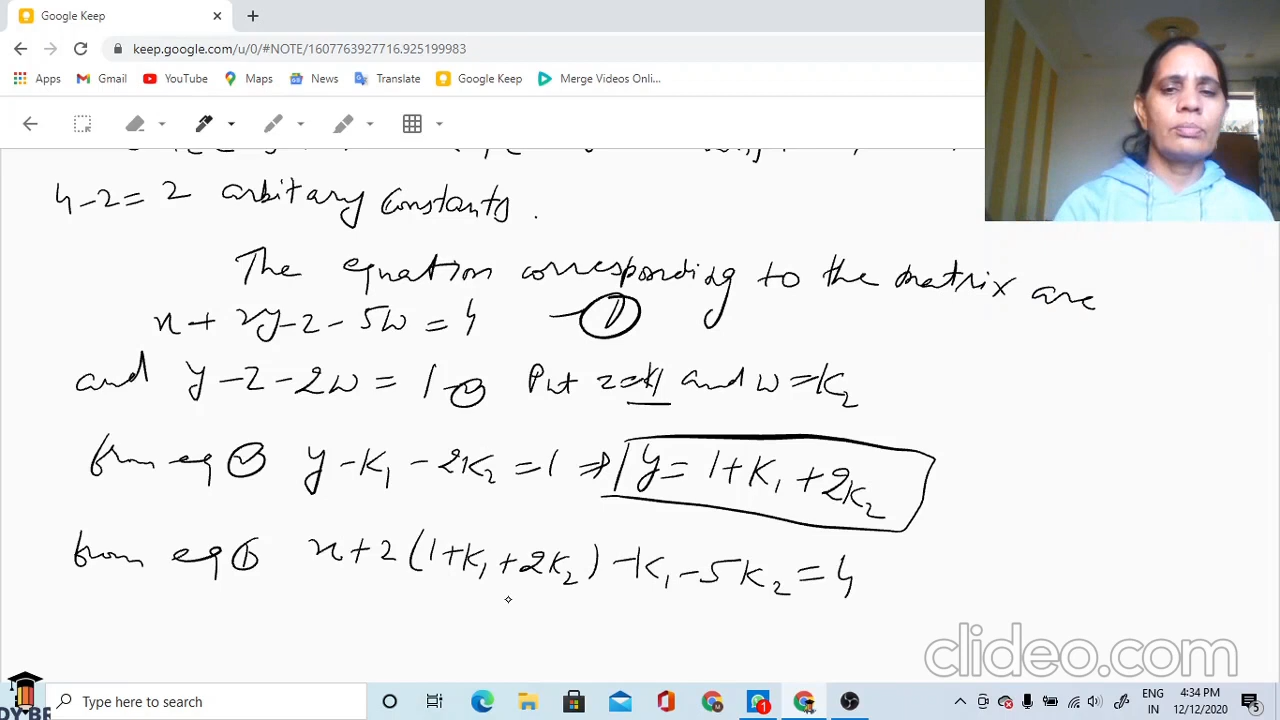 Google Keep
keep.google.com/u/0/#NOTE/1607763927716.925199983
Apps Gmail YouTube Maps News Translate Google Keep Merge Videos Onli...
4-2=2 arbitary constants.
The equation corresponding to the matrix are
x+2y-z-5w=4 — ①
and y-z-2w=1 — ② Put z=k1 and w=k2
from eq ② y-k1-2k2=1 ⇒ y=1+k1+2k2
from eq ① x+2(1+k1+2k2)-k1-5k2=4
clideo.com
DY BR
Type here to search
1
ENG
IN
4:34 PM
12/12/2020
5